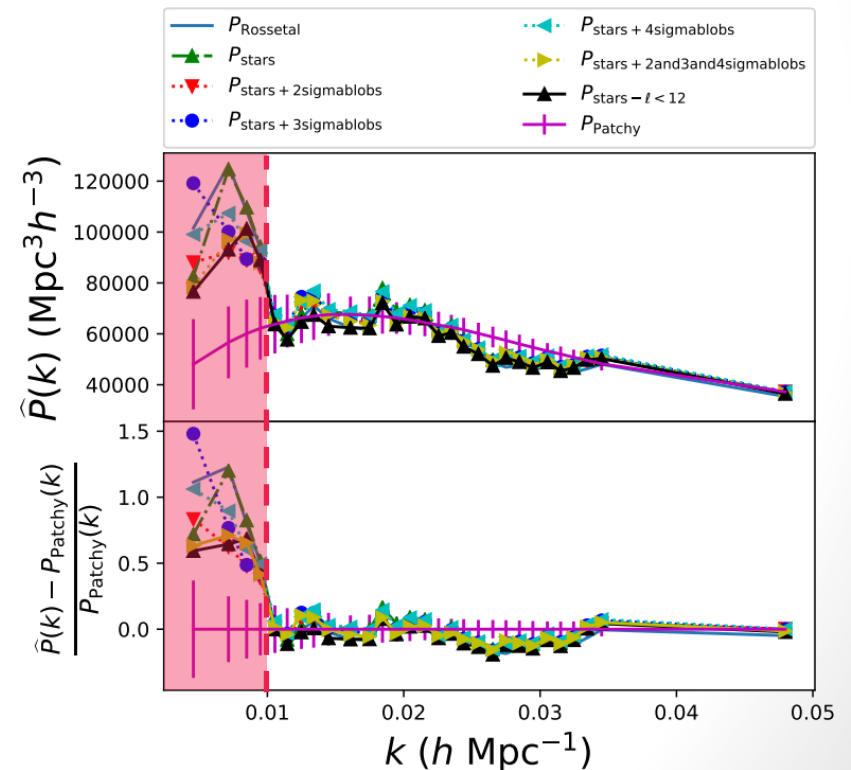 P_Rossetal
P_stars
P_stars + 2sigmablobs
P_stars + 3sigmablobs
P_stars + 4sigmablobs
P_stars + 2and3and4sigmablobs
P_stars − ℓ < 12
P_Patchy
P̂(k) (Mpc³h⁻³)
120000
100000
80000
60000
40000
P̂(k) − P_Patchy(k)
P_Patchy(k)
1.5
1.0
0.5
0.0
0.01 0.02 0.03 0.04 0.05
k (h Mpc⁻¹)